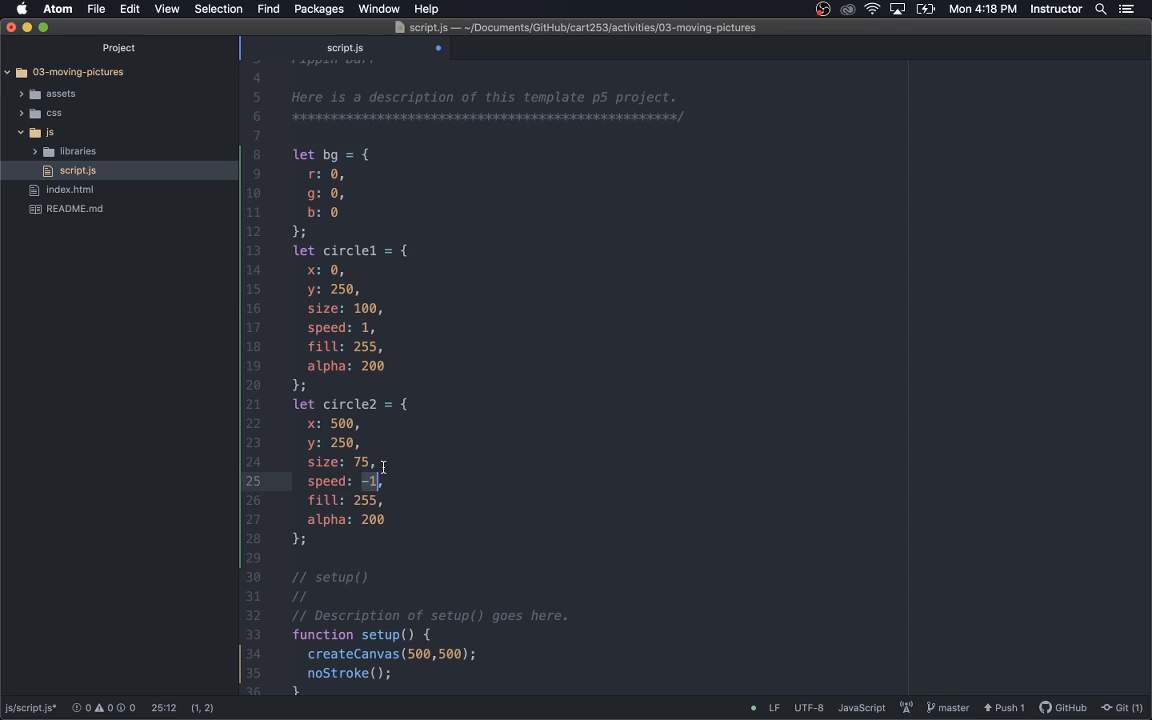 Atom File Edit View Selection Find Packages Window Help Mon 4:18 PM Instructor
script.js — ~/Documents/GitHub/cart253/activities/03-moving-pictures
Project script.js
03-moving-pictures
assets
css
js
libraries
script.js
index.html
README.md
3 Pippin Barr
4
5 Here is a description of this template p5 project.
6 **************************************************/
7
8 let bg = {
9 r: 0,
10 g: 0,
11 b: 0
12 };
13 let circle1 = {
14 x: 0,
15 y: 250,
16 size: 100,
17 speed: 1,
18 fill: 255,
19 alpha: 200
20 };
21 let circle2 = {
22 x: 500,
23 y: 250,
24 size: 75,
25 speed: -1,
26 fill: 255,
27 alpha: 200
28 };
29
30 // setup()
31 //
32 // Description of setup() goes here.
33 function setup() {
34 createCanvas(500,500);
35 noStroke();
36 }
js/script.js* 0 0 0 25:12 (1, 2) LF UTF-8 JavaScript master Push 1 GitHub Git (1)